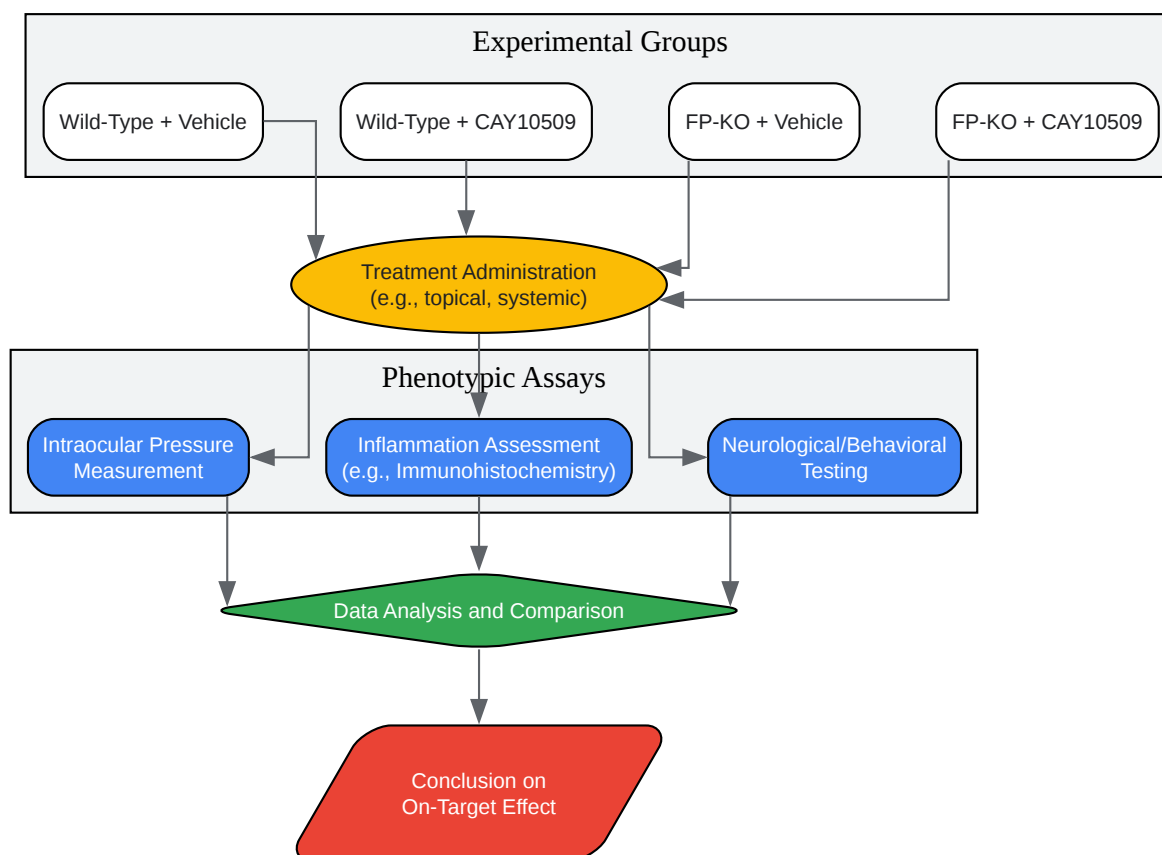 Experimental Groups
Wild-Type + Vehicle
Wild-Type + CAY10509
FP-KO + Vehicle
FP-KO + CAY10509
Treatment Administration
(e.g., topical, systemic)
Phenotypic Assays
Intraocular Pressure
Measurement
Inflammation Assessment
(e.g., Immunohistochemistry)
Neurological/Behavioral
Testing
Data Analysis and Comparison
Conclusion on
On-Target Effect